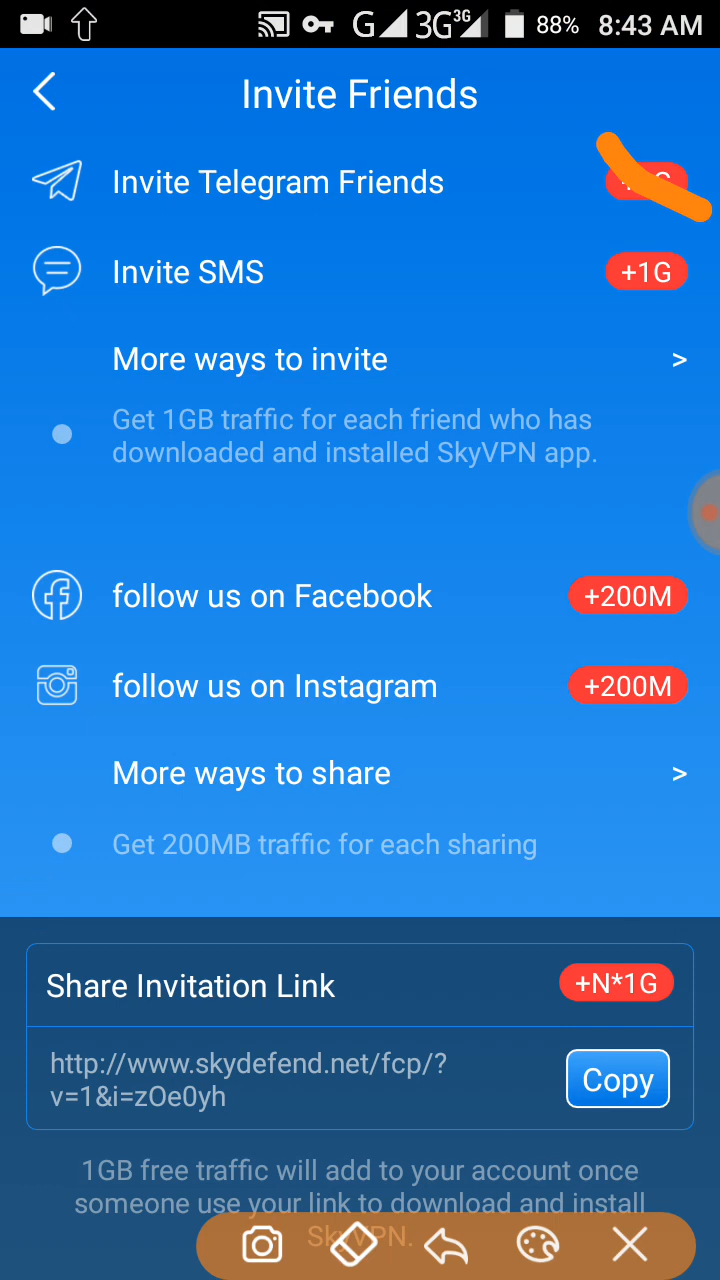 G 3G 3G 88% 8:43 AM
Invite Friends
Invite Telegram Friends
Invite SMS +1G
More ways to invite >
Get 1GB traffic for each friend who has
downloaded and installed SkyVPN app.
follow us on Facebook +200M
follow us on Instagram +200M
More ways to share >
Get 200MB traffic for each sharing
Share Invitation Link +N*1G
http://www.skydefend.net/fcp/?
v=1&i=zOe0yh
Copy
1GB free traffic will add to your account once
someone use your link to download and install
SkyVPN.